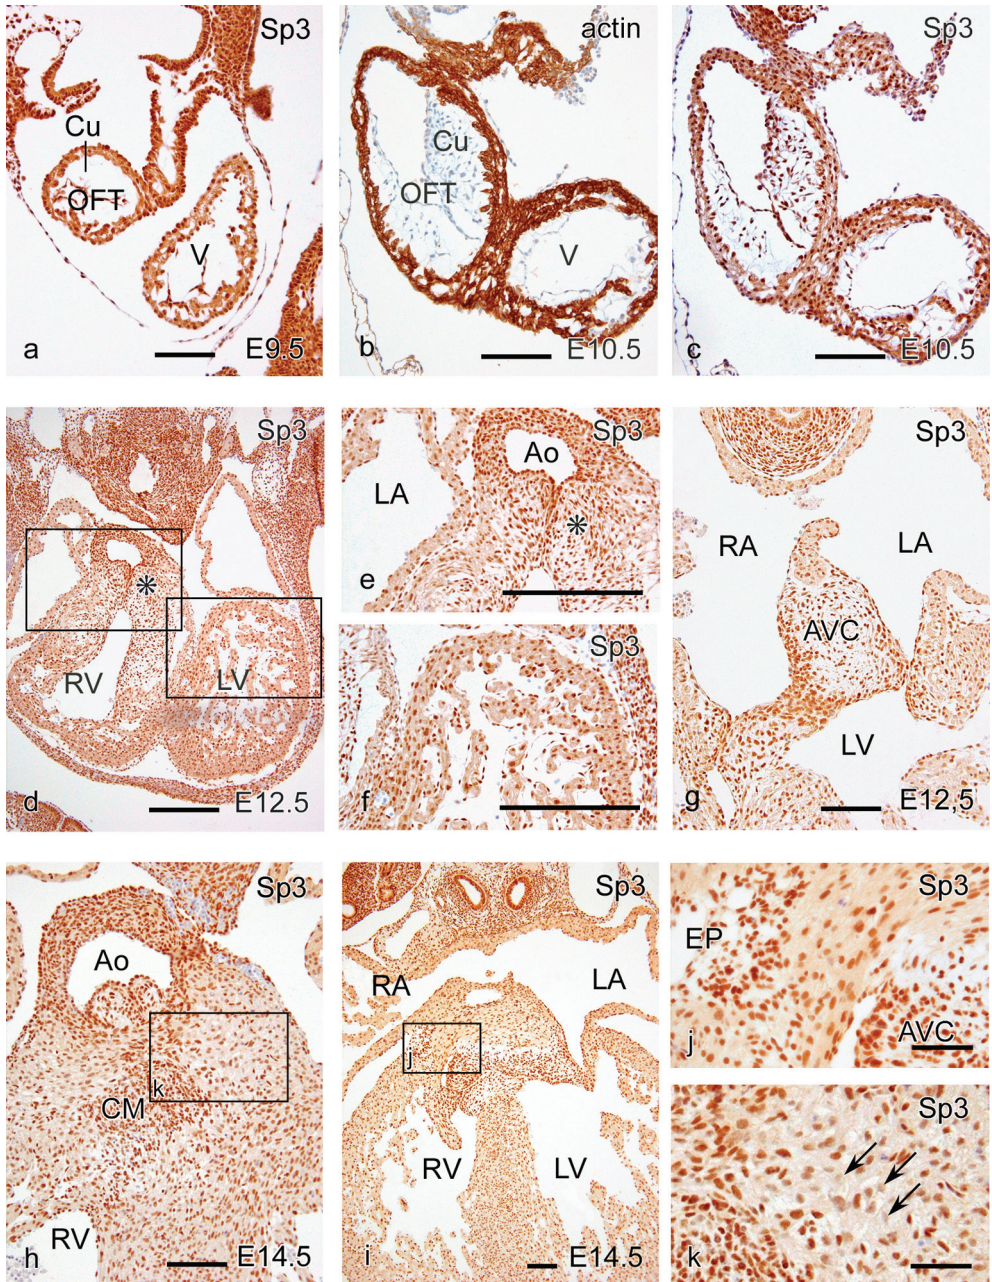 Sp3
Cu
OFT
V
a
E9.5
actin
Cu
OFT
V
b
E10.5
Sp3
c
E10.5
Sp3
*
RV
LV
d
E12.5
Sp3
Ao
LA
*
e
Sp3
f
Sp3
RA
LA
AVC
LV
g
E12,5
Sp3
Ao
k
CM
RV
h
E14.5
Sp3
RA
LA
j
RV
LV
i
E14.5
Sp3
EP
AVC
j
Sp3
k